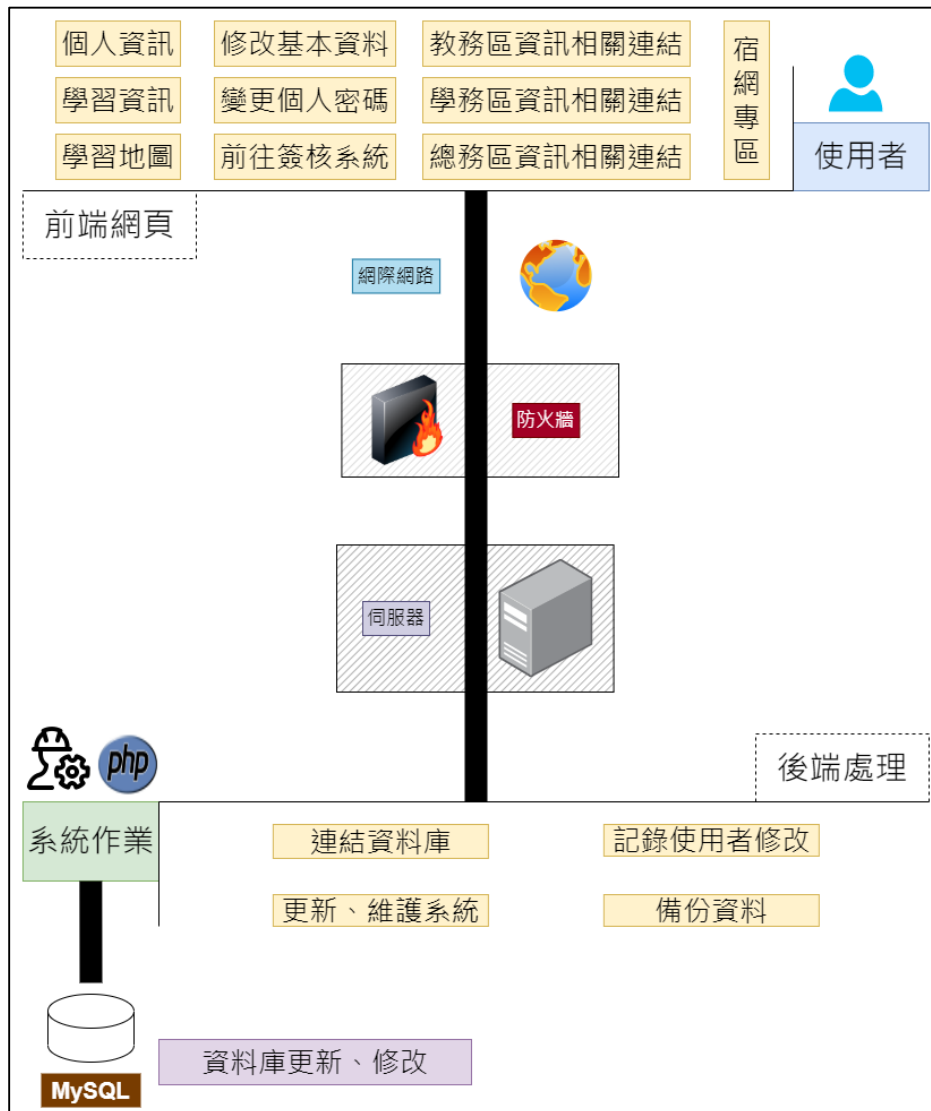 個人資訊
修改基本資料
教務區資訊相關連結
宿網專區
學習資訊
變更個人密碼
學務區資訊相關連結
學習地圖
前往簽核系統
總務區資訊相關連結
使用者
前端網頁
網際網路
防火牆
伺服器
php
後端處理
系統作業
連結資料庫
記錄使用者修改
更新、維護系統
備份資料
資料庫更新、修改
MySQL